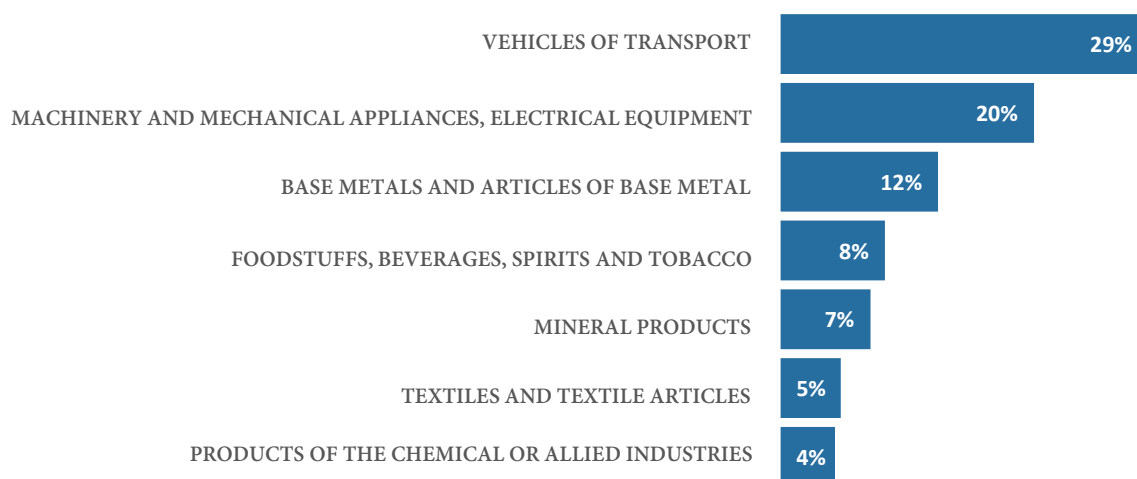 VEHICLES OF TRANSPORT 29%
MACHINERY AND MECHANICAL APPLIANCES, ELECTRICAL EQUIPMENT 20%
BASE METALS AND ARTICLES OF BASE METAL 12%
FOODSTUFFS, BEVERAGES, SPIRITS AND TOBACCO 8%
MINERAL PRODUCTS 7%
TEXTILES AND TEXTILE ARTICLES 5%
PRODUCTS OF THE CHEMICAL OR ALLIED INDUSTRIES 4%